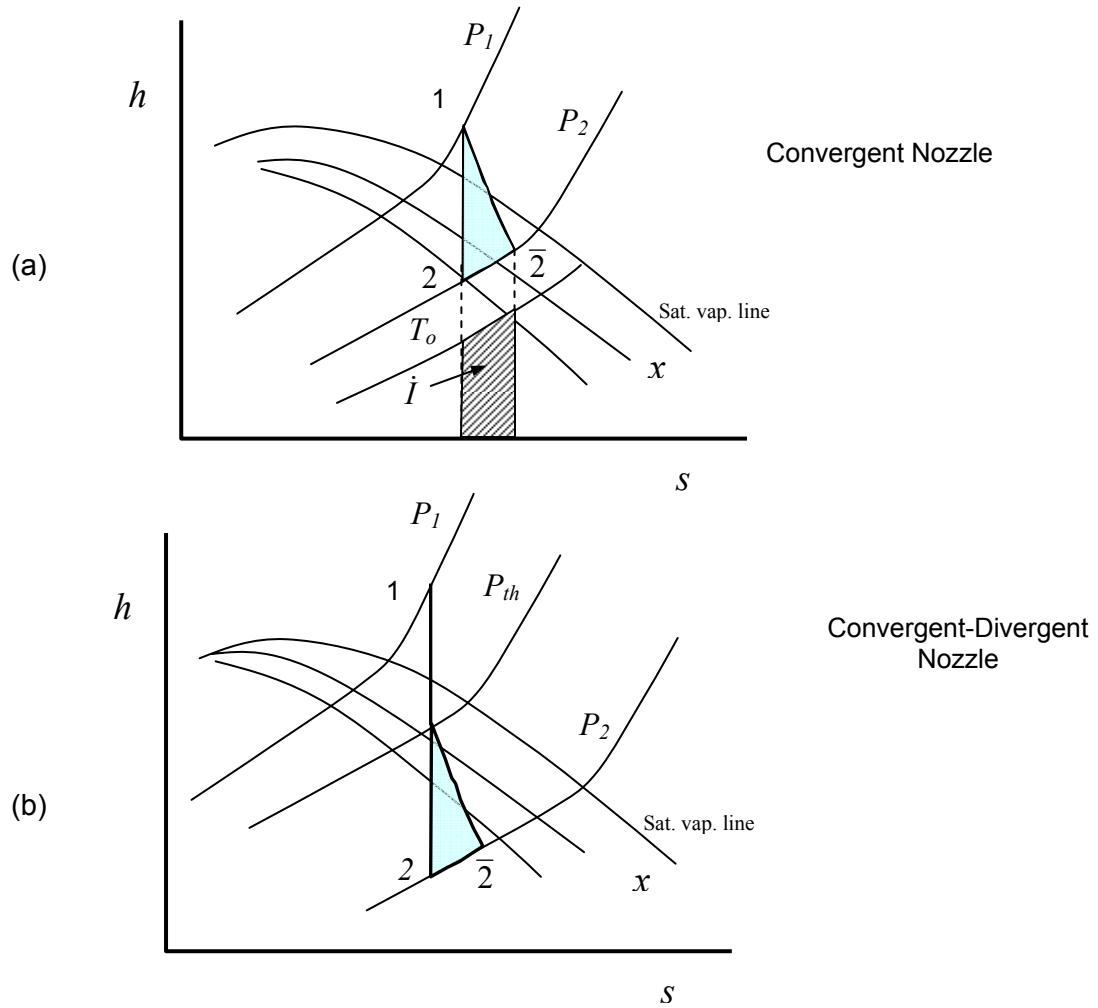 P₁
h
1
P₂
Convergent Nozzle
(a)
2
2̅
Sat. vap. line
Tₒ
x
İ
s
P₁
1
P_th
h
Convergent-Divergent
Nozzle
P₂
(b)
Sat. vap. line
2
2̅
x
s